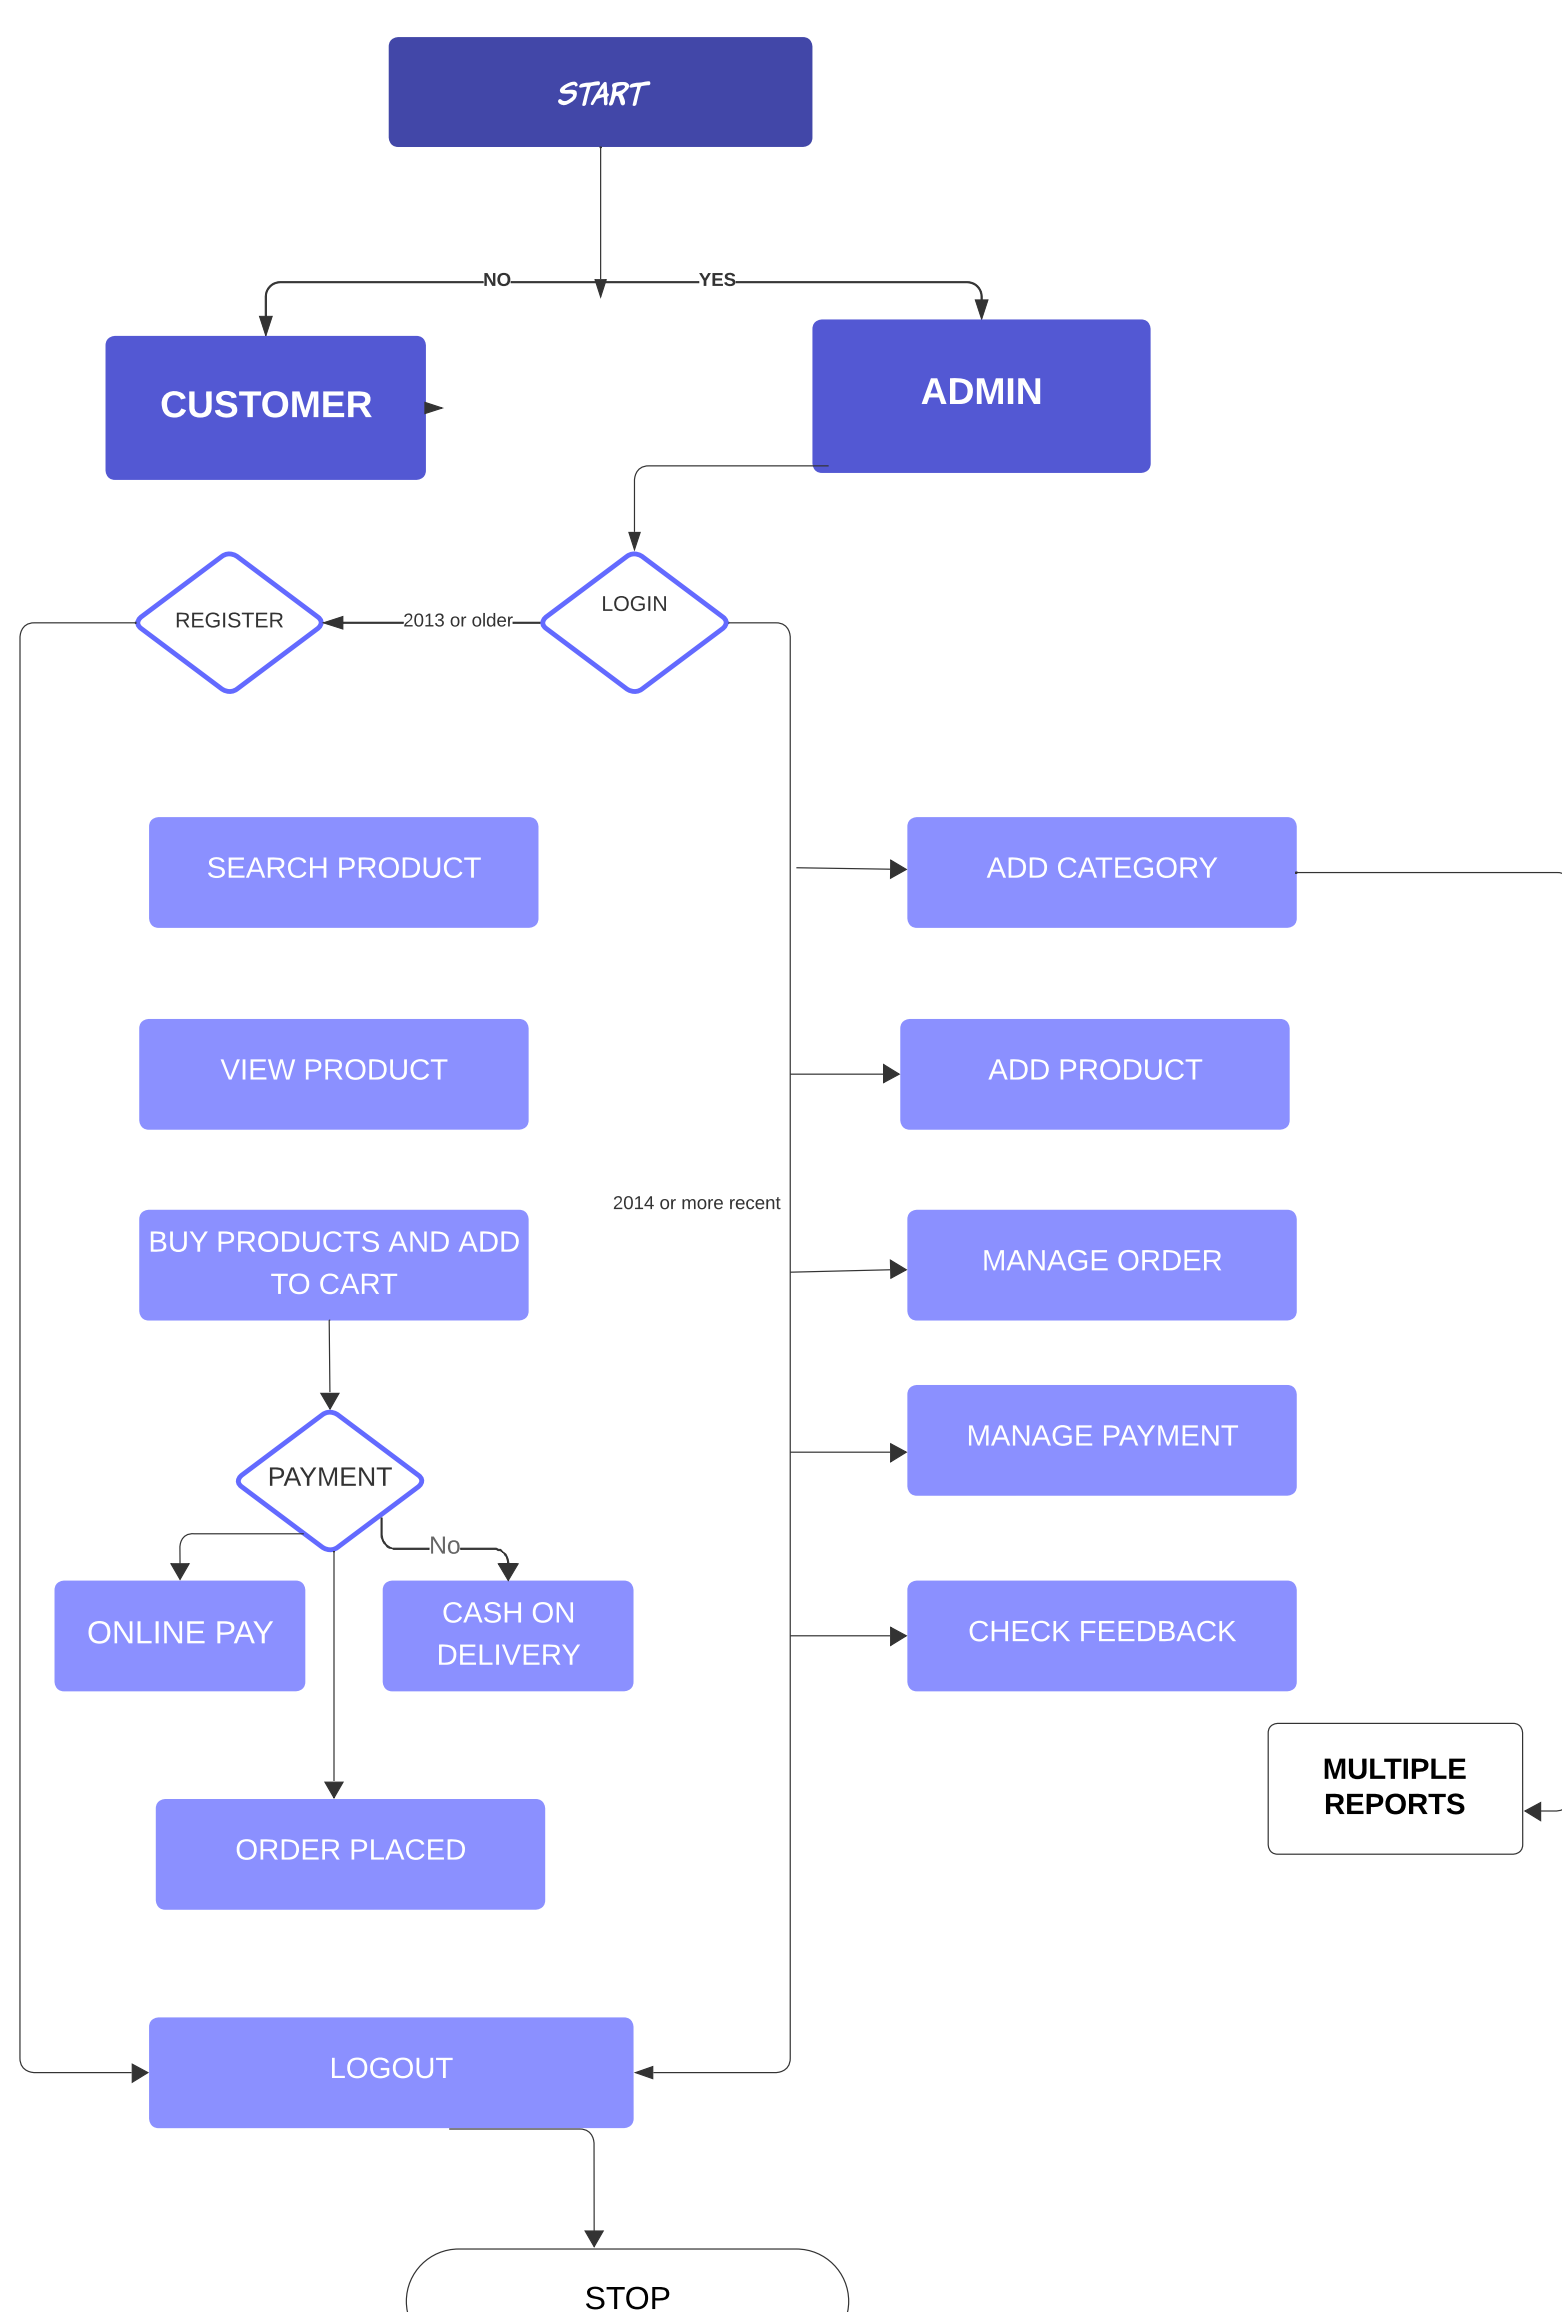 START
NO
YES
CUSTOMER
ADMIN
REGISTER
2013 or older
LOGIN
SEARCH PRODUCT
ADD CATEGORY
VIEW PRODUCT
ADD PRODUCT
2014 or more recent
BUY PRODUCTS AND ADD
TO CART
MANAGE ORDER
MANAGE PAYMENT
PAYMENT
No
ONLINE PAY
CASH ON
DELIVERY
CHECK FEEDBACK
MULTIPLE
REPORTS
ORDER PLACED
LOGOUT
STOP